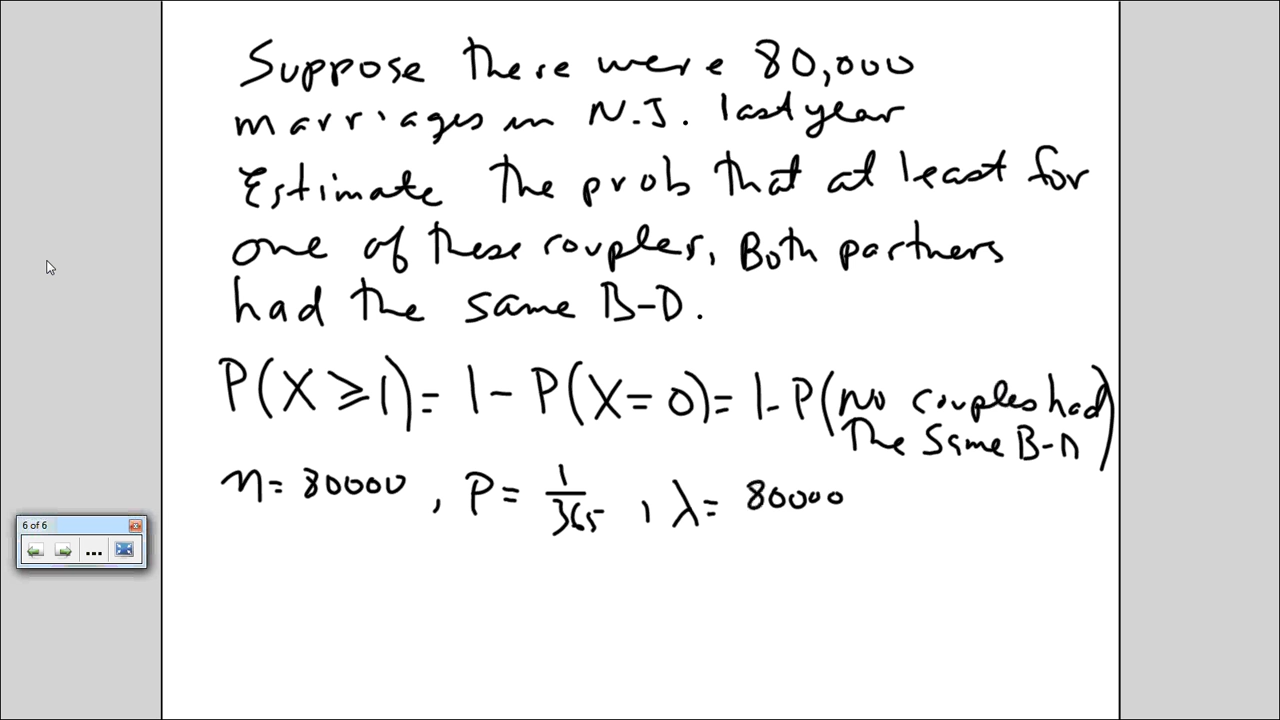 Suppose there were 80,000
marriages in N.J. last year
Estimate the prob that at least for
one of these couples, Both partners
had the same B-D.
P(X ≥ 1) = 1 - P(X = 0) = 1 - P(no couples had
the same B-D)
n = 80000, P = 1/365, λ = 80000
6 of 6
...